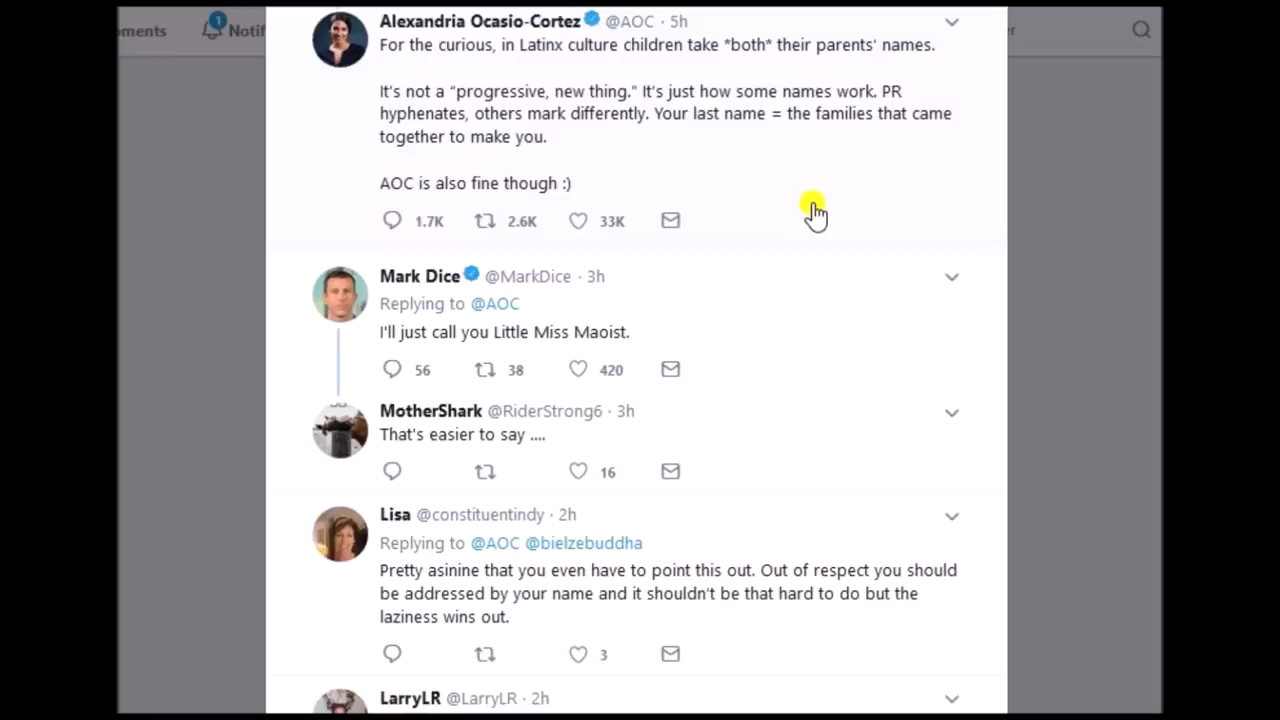 oments
1
Notif
er
Alexandria Ocasio-Cortez @AOC · 5h
For the curious, in Latinx culture children take *both* their parents' names.
It's not a "progressive, new thing." It's just how some names work. PR
hyphenates, others mark differently. Your last name = the families that came
together to make you.
AOC is also fine though :)
1.7K 2.6K 33K
Mark Dice @MarkDice · 3h
Replying to @AOC
I'll just call you Little Miss Maoist.
56 38 420
MotherShark @RiderStrong6 · 3h
That's easier to say ....
16
Lisa @constituentindy · 2h
Replying to @AOC @bielzebuddha
Pretty asinine that you even have to point this out. Out of respect you should
be addressed by your name and it shouldn't be that hard to do but the
laziness wins out.
3
LarryLR @LarryLR · 2h